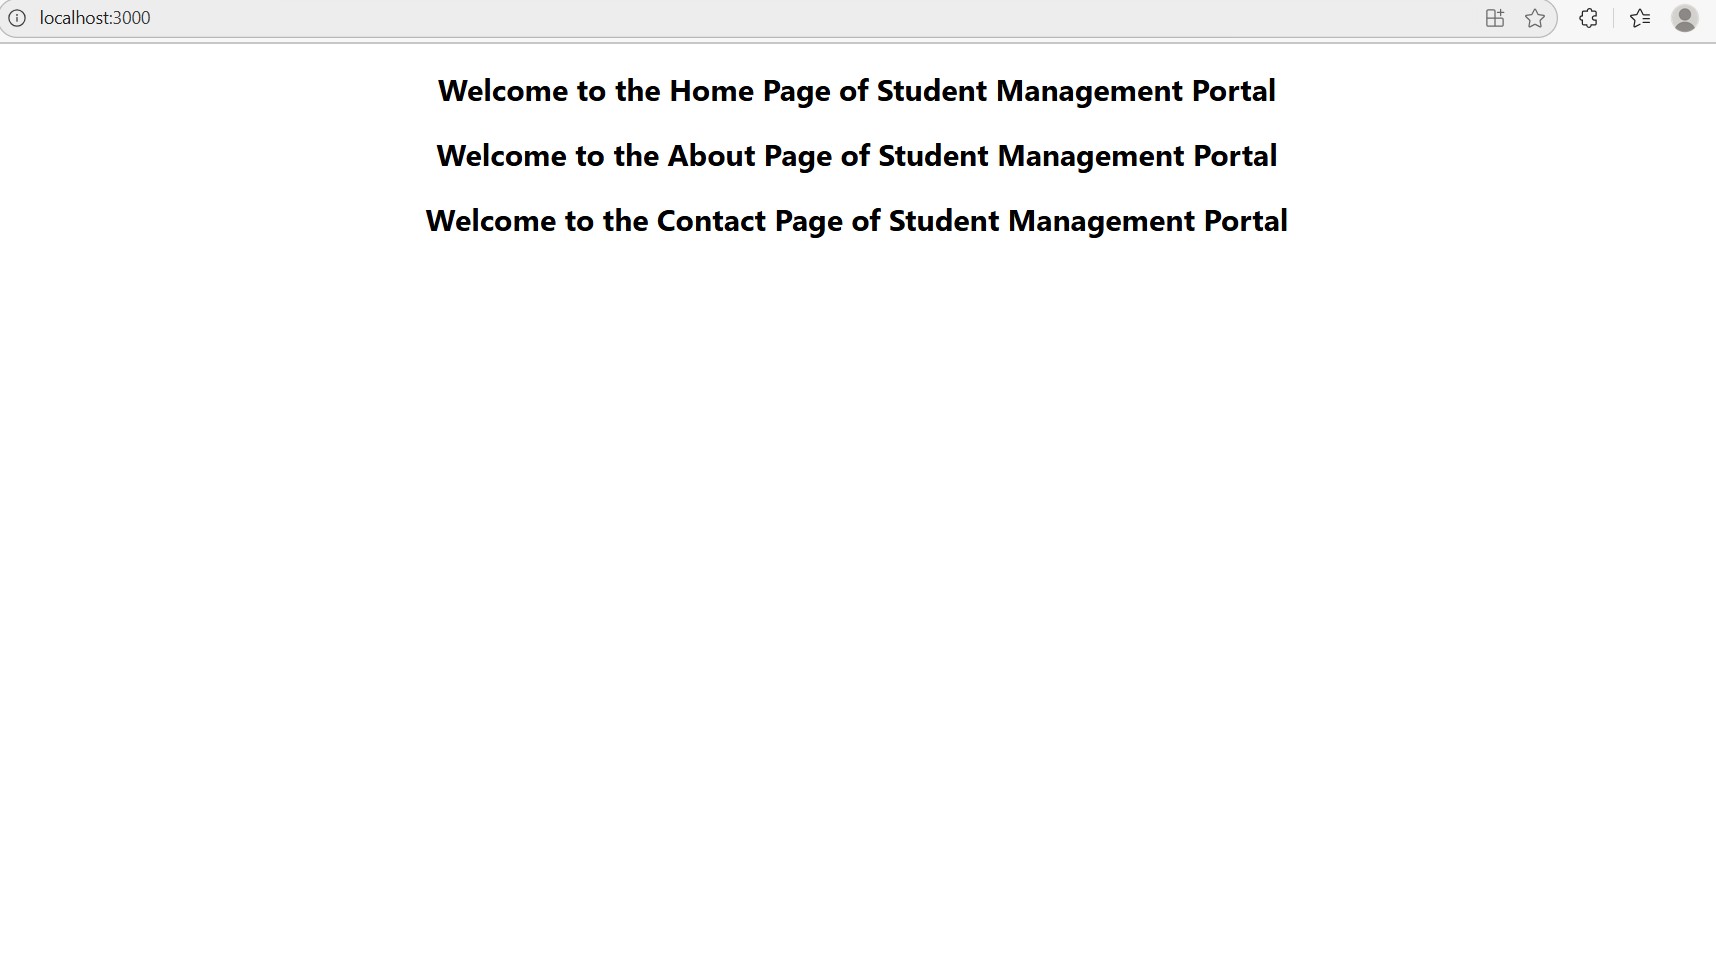 localhost:3000
Welcome to the Home Page of Student Management Portal
Welcome to the About Page of Student Management Portal
Welcome to the Contact Page of Student Management Portal